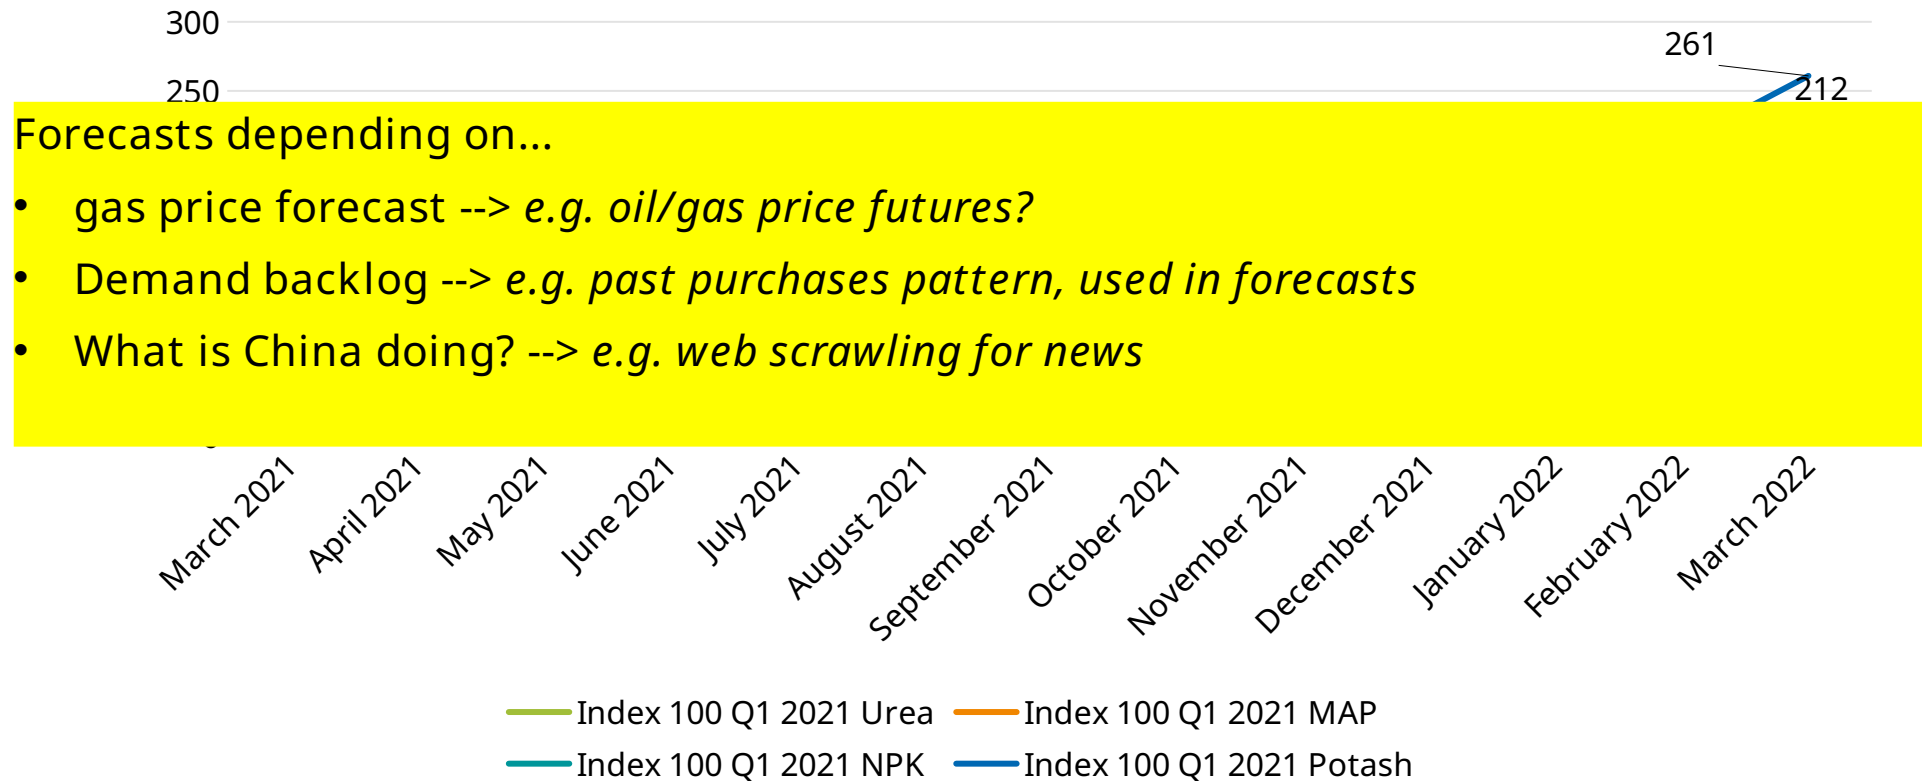 300
261
250
212
Forecasts depending on...
• gas price forecast --> e.g. oil/gas price futures?
• Demand backlog --> e.g. past purchases pattern, used in forecasts
• What is China doing? --> e.g. web scrawling for news
March 2021
April 2021
May 2021
June 2021
July 2021
August 2021
September 2021
October 2021
November 2021
December 2021
January 2022
February 2022
March 2022
Index 100 Q1 2021 Urea
Index 100 Q1 2021 MAP
Index 100 Q1 2021 NPK
Index 100 Q1 2021 Potash